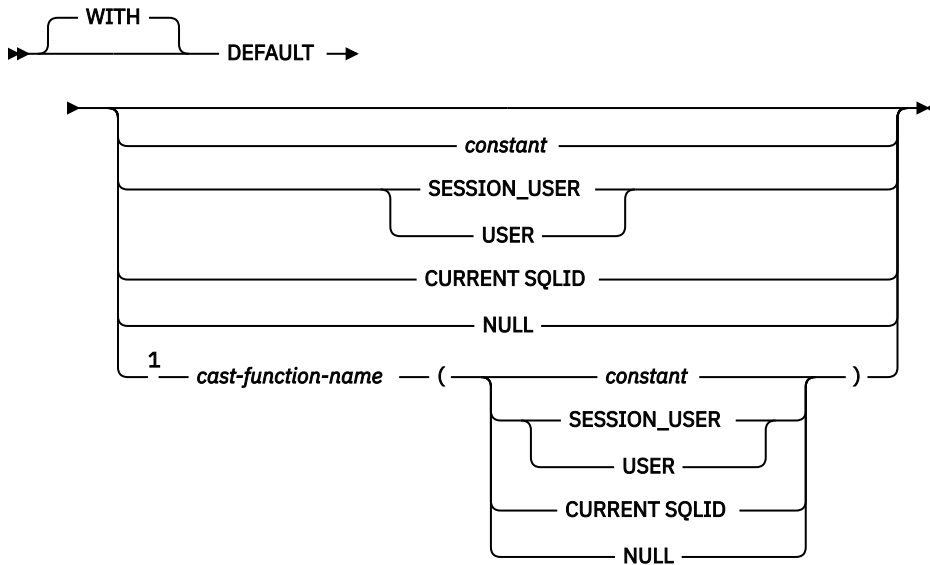 WITH
DEFAULT
constant
SESSION_USER
USER
CURRENT SQLID
NULL
1
cast-function-name ( constant )
SESSION_USER
USER
CURRENT SQLID
NULL